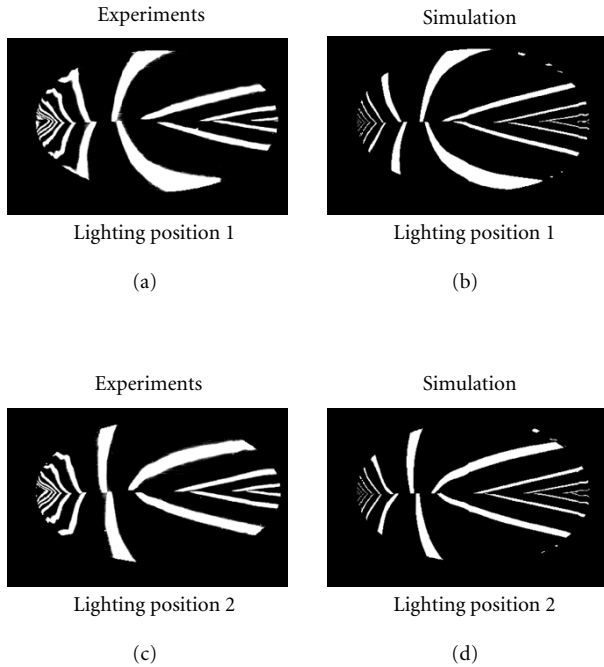 Experiments
Simulation
Lighting position 1
Lighting position 1
(a)
(b)
Experiments
Simulation
Lighting position 2
Lighting position 2
(c)
(d)